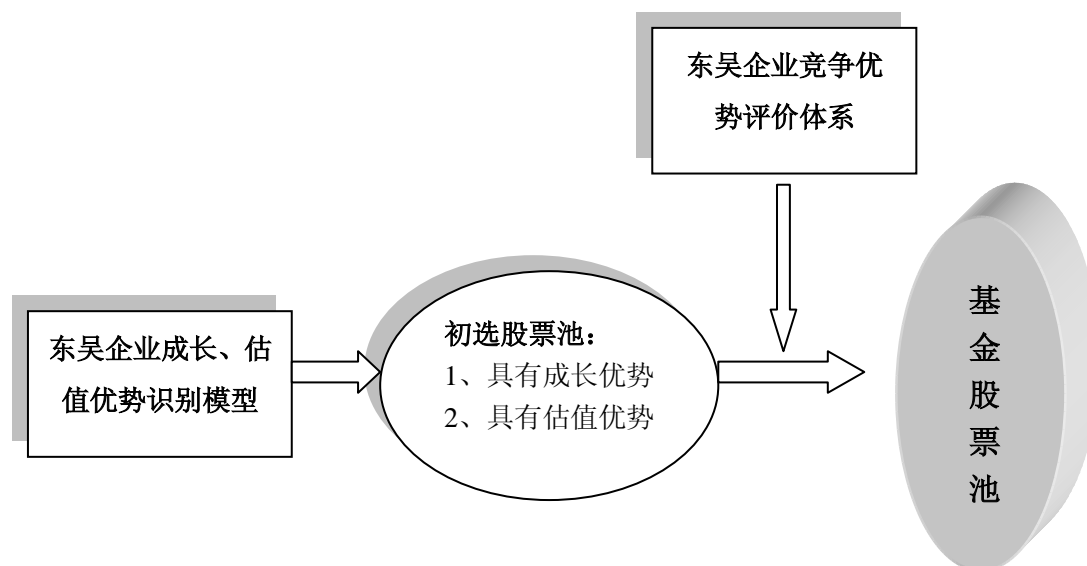 东吴企业竞争优
势评价体系
东吴企业成长、估
值优势识别模型
初选股票池：
1、具有成长优势
2、具有估值优势
基
金
股
票
池